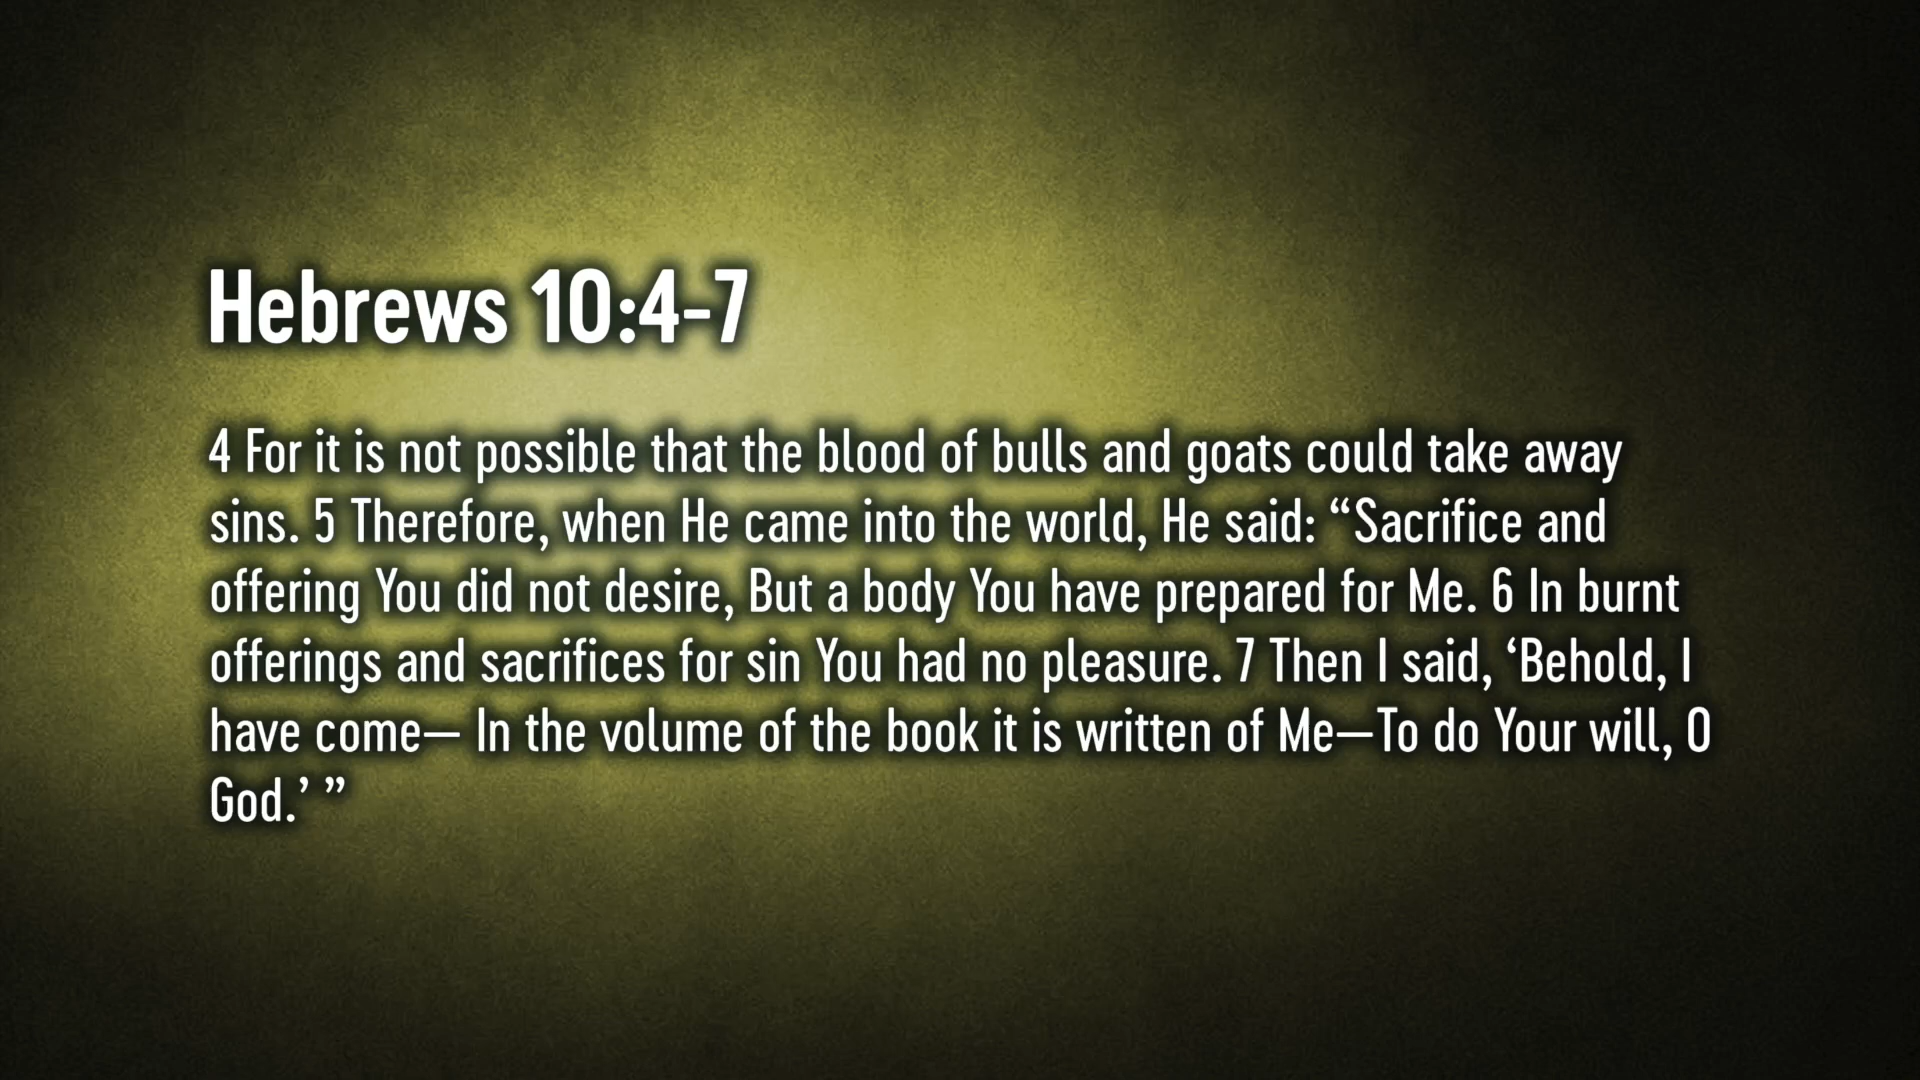 Hebrews 10:4-7
4 For it is not possible that the blood of bulls and goats could take away
sins. 5 Therefore, when He came into the world, He said: “Sacrifice and
offering You did not desire, But a body You have prepared for Me. 6 In burnt
offerings and sacrifices for sin You had no pleasure. 7 Then I said, ‘Behold, I
have come— In the volume of the book it is written of Me—To do Your will, O
God.’ ”